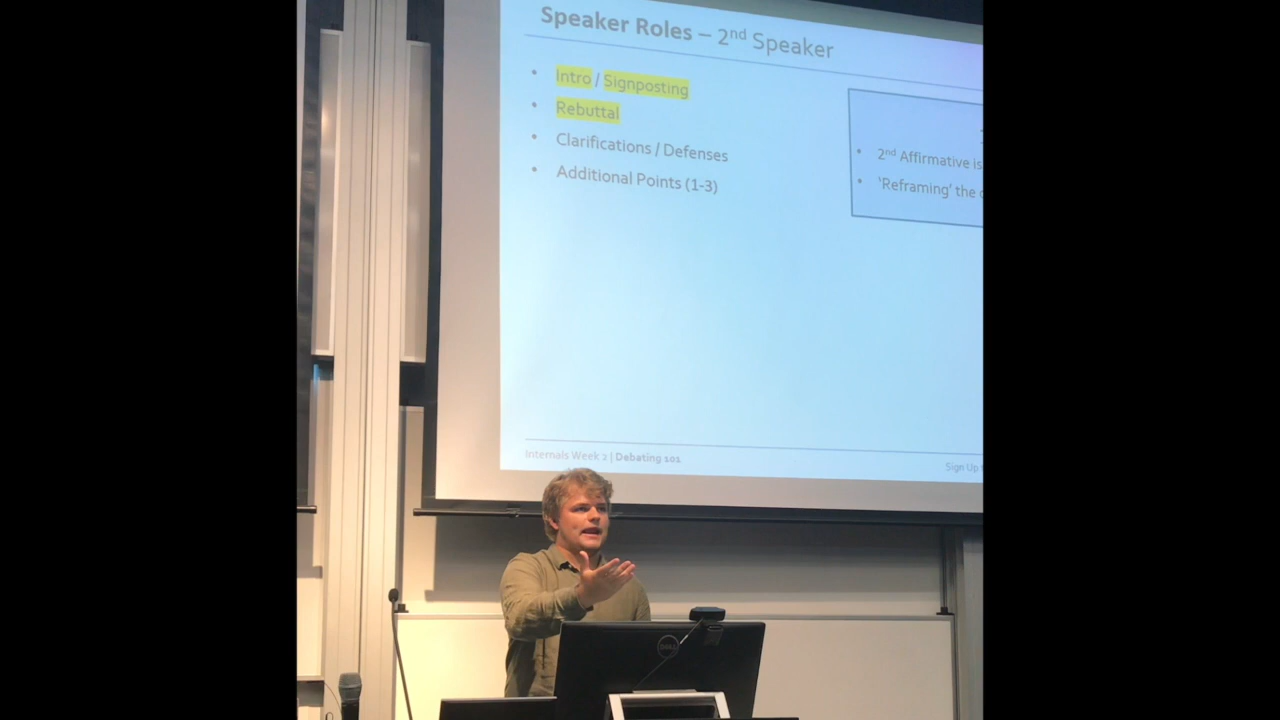 Speaker Roles – 2nd Speaker
• Intro / Signposting
• Rebuttal
• Clarifications / Defenses
• Additional Points (1-3)
• 2nd Affirmative is
• 'Reframing' the
Internals Week 2 | Debating 101
Sign Up
DELL